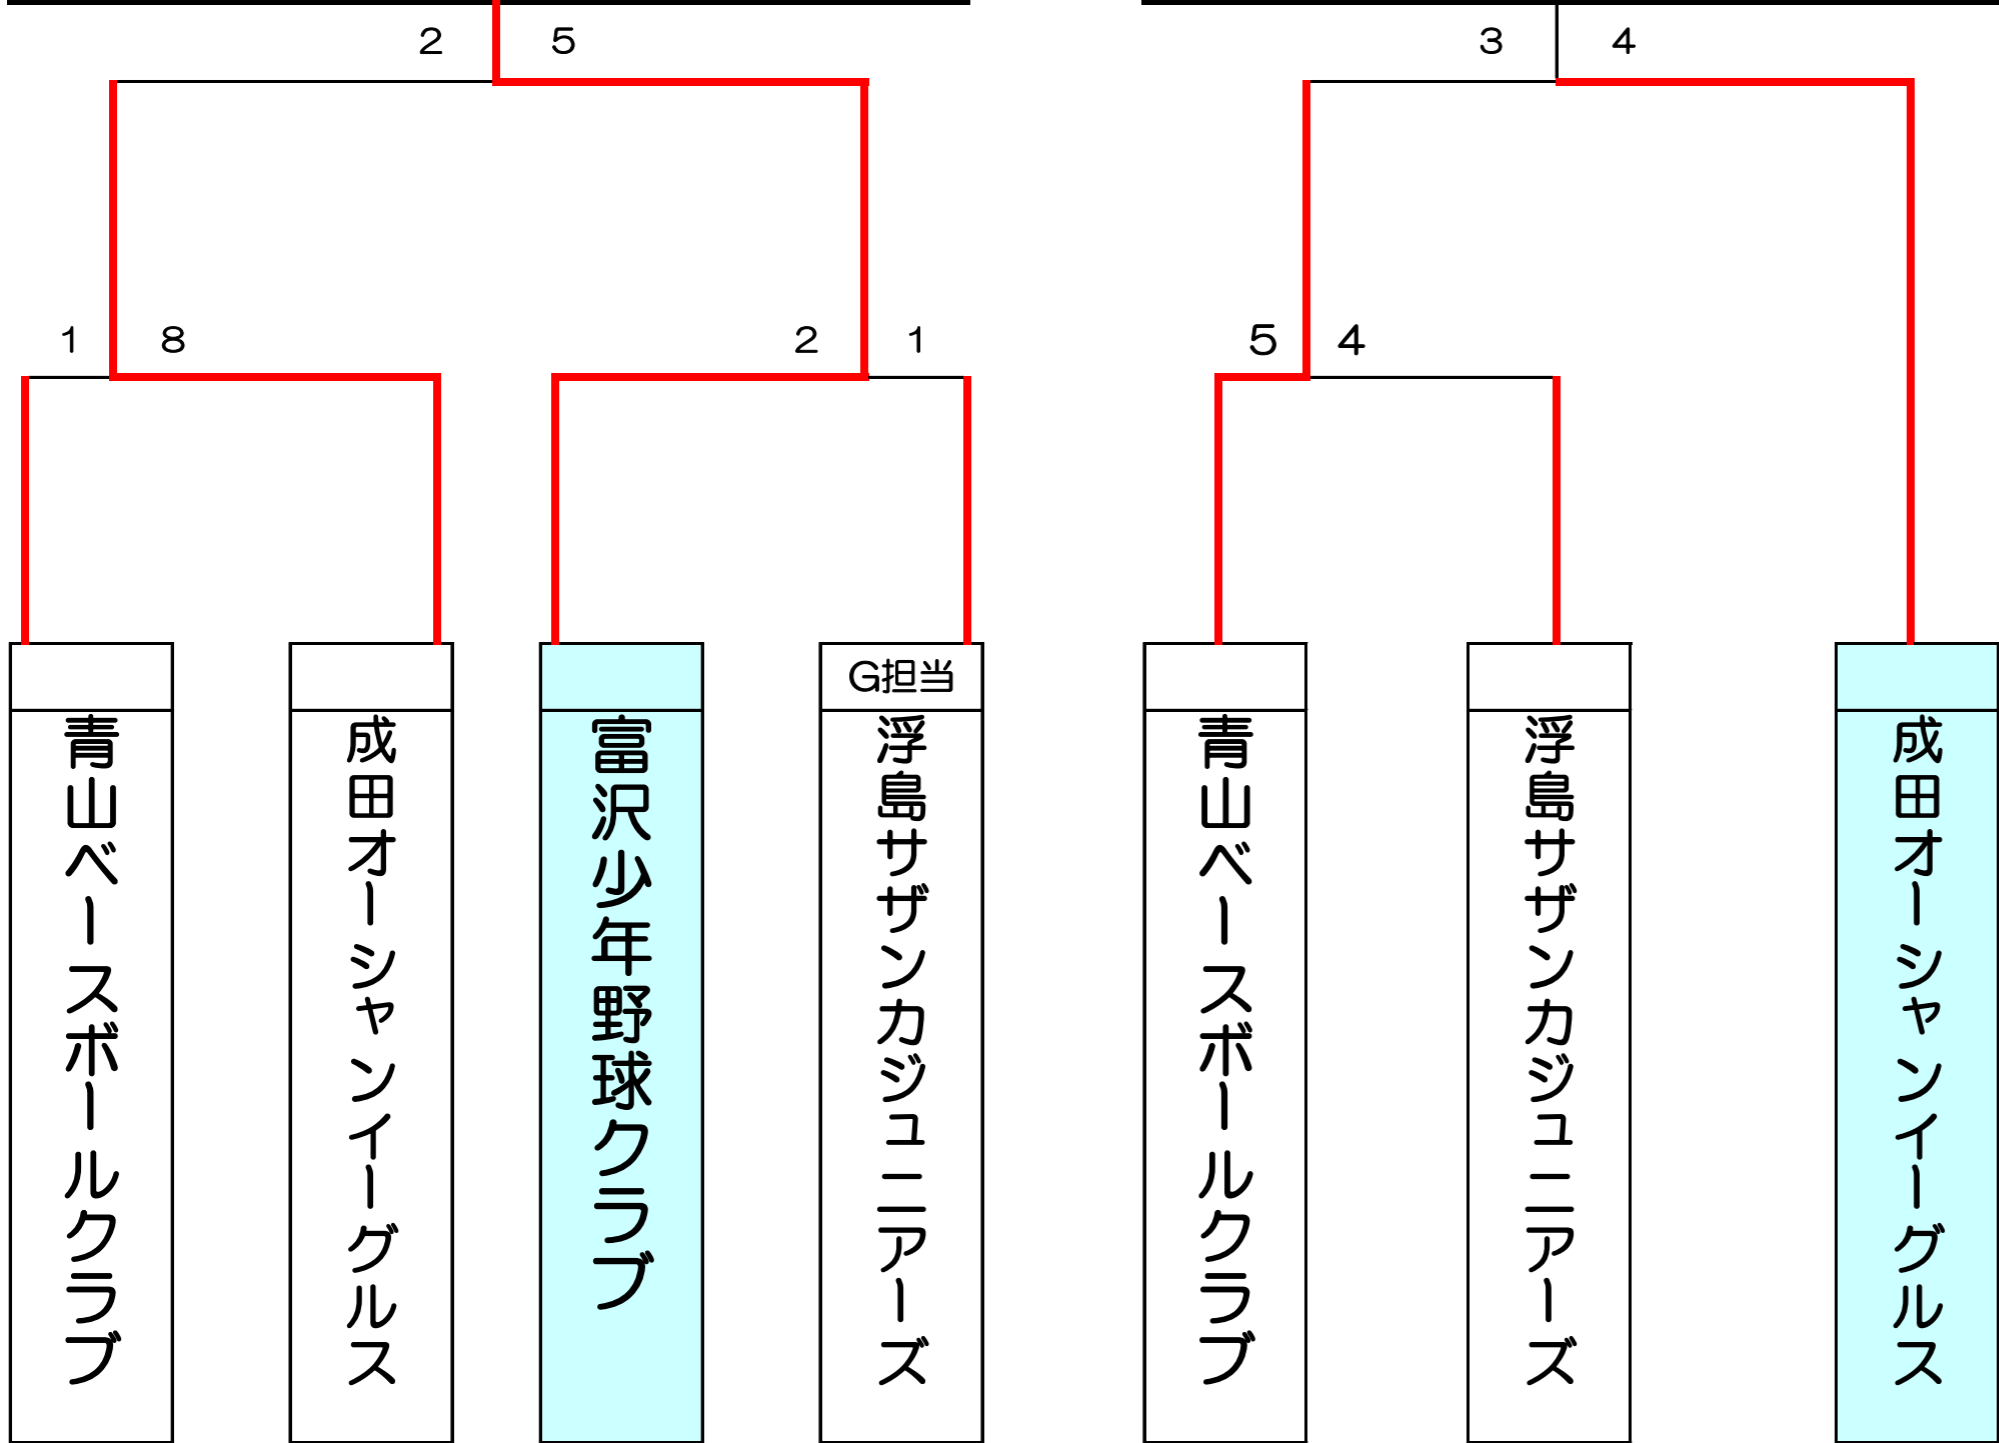 2 5
3 4
1 8
2 1
5 4
G担当
青山ベースボールクラブ
成田オーシャンイーグルス
富沢少年野球クラブ
浮島サザンカジュニアーズ
青山ベースボールクラブ
浮島サザンカジュニアーズ
成田オーシャンイーグルス